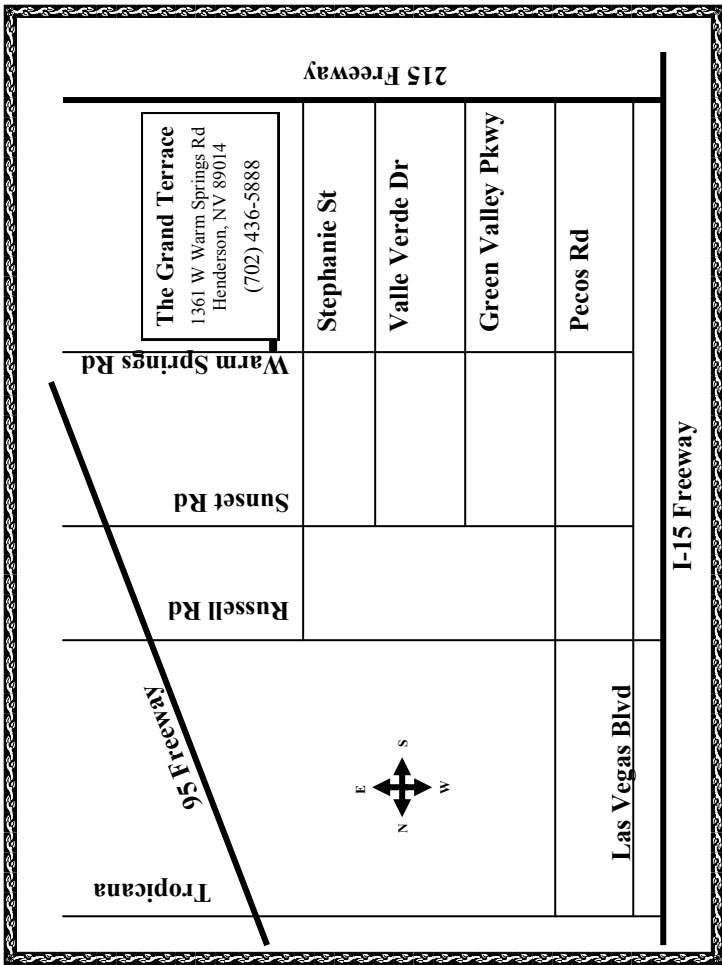 215 Freeway
The Grand Terrace
1361 W Warm Springs Rd
Henderson, NV 89014
(702) 436-5888
Stephanie St
Valle Verde Dr
Green Valley Pkwy
Pecos Rd
Warm Springs Rd
Sunset Rd
Russell Rd
I-15 Freeway
95 Freeway
Las Vegas Blvd
E
S
N
W
Tropicana